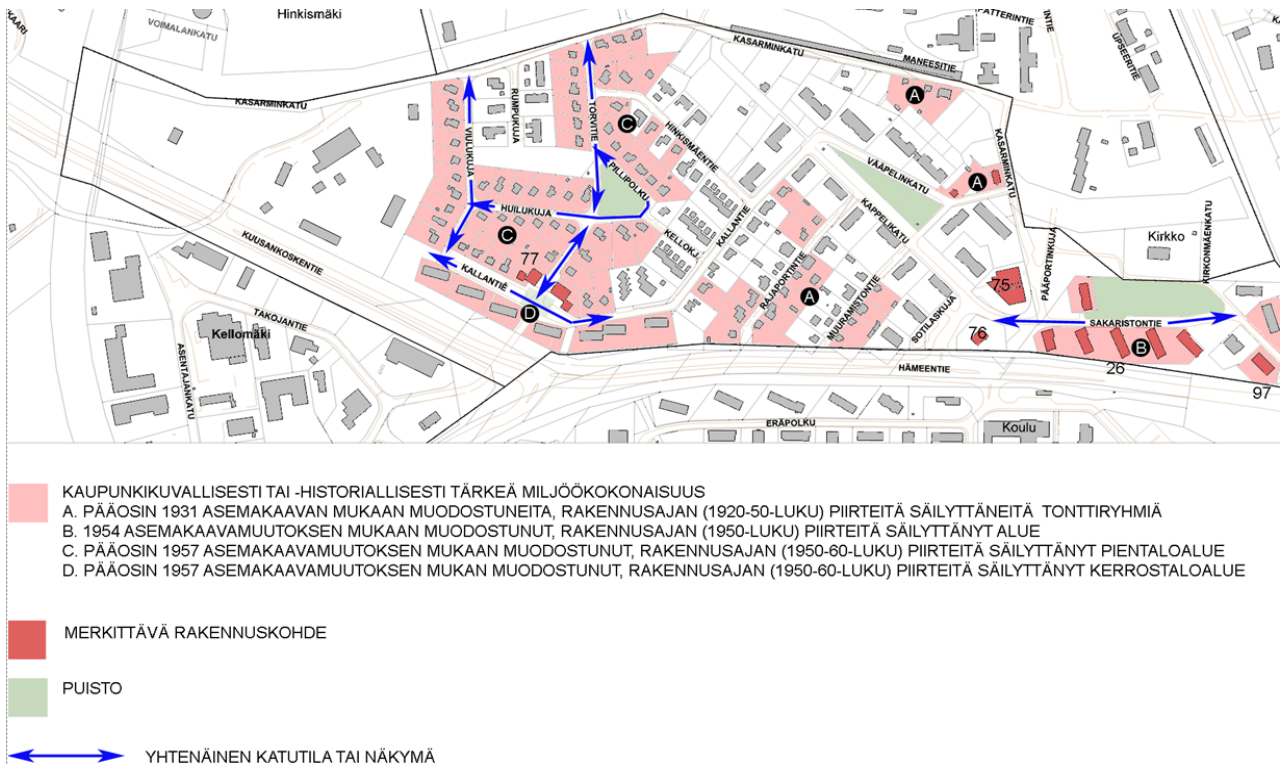 Hinkismäki
KAARI
VOIMALANKATU
KASARMINKATU
MANEESITIE
PATTERINTIE
INTIE
UPSEERITIE
KASARMINKATU
RUMPUKUJA
TORVITIE
VIULUKUJA
C
A
HINKISMÄENTIE
KASARMINKATU
VÄÄPELINKATU
PILLIPOLKU
A
KAPPELIKATU
HUILUKUJA
KALLANTIE
C
KELLOKJ.
KUUSANKOSKENTIE
77
KALLANTIE
RAJAPORTINTIE
A
MUURAMISTONTIE
SOTILASKUJA
PÄÄPORTINKUJA
Kirkko
KIRKONMÄENKATU
75
D
TAKOJANTIE
Kellomäki
ASENTAJANKATU
76
SAKARISTONTIE
B
26
97
HÄMEENTIE
ERÄPOLKU
Koulu
KAUPUNKIKUVALLISESTI TAI -HISTORIALLISESTI TÄRKEÄ MILJÖÖKOKONAISUUS
A. PÄÄOSIN 1931 ASEMAKAAVAN MUKAAN MUODOSTUNEITA, RAKENNUSAJAN (1920-50-LUKU) PIIRTEITÄ SÄILYTTÄNEITÄ TONTTIRYHMIÄ
B. 1954 ASEMAKAAVAMUUTOKSEN MUKAAN MUODOSTUNUT, RAKENNUSAJAN (1950-LUKU) PIIRTEITÄ SÄILYTTÄNYT ALUE
C. PÄÄOSIN 1957 ASEMAKAAVAMUUTOKSEN MUKAAN MUODOSTUNUT, RAKENNUSAJAN (1950-60-LUKU) PIIRTEITÄ SÄILYTTÄNYT PIENTALOALUE
D. PÄÄOSIN 1957 ASEMAKAAVAMUUTOKSEN MUKAN MUODOSTUNUT, RAKENNUSAJAN (1950-60-LUKU) PIIRTEITÄ SÄILYTTÄNYT KERROSTALOALUE
MERKITTÄVÄ RAKENNUSKOHDE
PUISTO
YHTENÄINEN KATUTILA TAI NÄKYMÄ